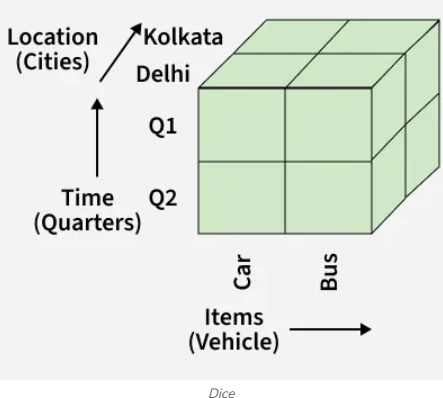 Location
(Cities)
Kolkata
Delhi
Q1
Time
(Quarters)
Q2
Car
Bus
Items
(Vehicle)
Dice